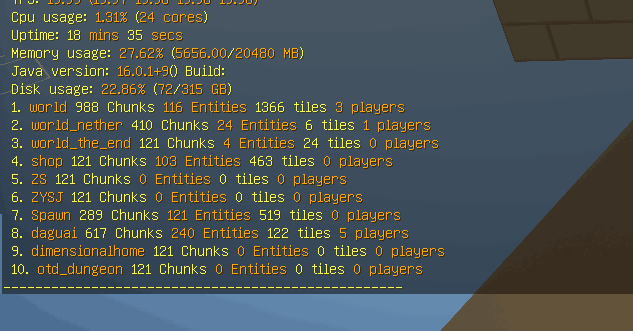 Cpu usage: 1.31% (24 cores)
Uptime: 18 mins 35 secs
Memory usage: 27.62% (5656.00/20480 MB)
Java version: 16.0.1+9() Build:
Disk usage: 22.86% (72/315 GB)
1. world 988 Chunks 116 Entities 1366 tiles 3 players
2. world_nether 410 Chunks 24 Entities 6 tiles 1 players
3. world_the_end 121 Chunks 4 Entities 24 tiles 0 players
4. shop 121 Chunks 103 Entities 463 tiles 0 players
5. ZS 121 Chunks 0 Entities 0 tiles 0 players
6. ZYSJ 121 Chunks 0 Entities 0 tiles 0 players
7. Spawn 289 Chunks 121 Entities 519 tiles 0 players
8. daguai 617 Chunks 240 Entities 122 tiles 5 players
9. dimensionalhome 121 Chunks 0 Entities 0 tiles 0 players
10. otd_dungeon 121 Chunks 0 Entities 0 tiles 0 players